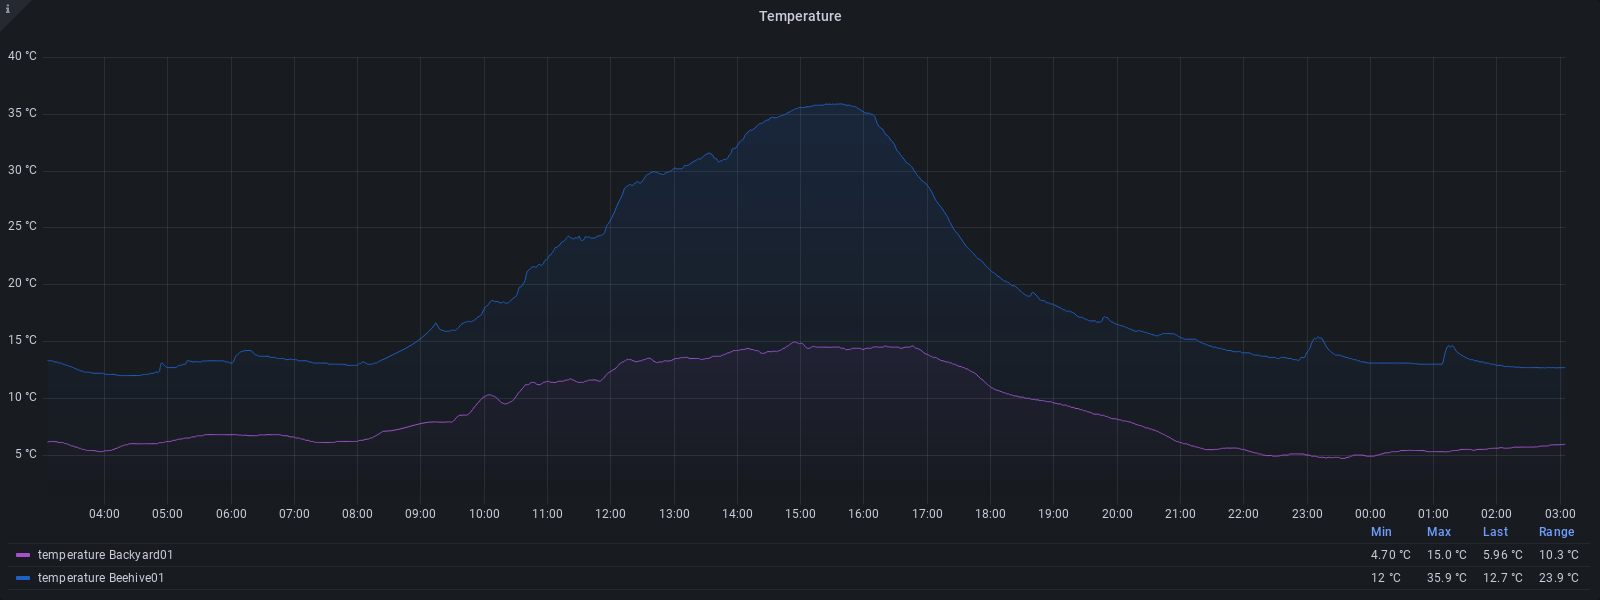 i
Temperature
40 °C
35 °C
30 °C
25 °C
20 °C
15 °C
10 °C
5 °C
04:00 05:00 06:00 07:00 08:00 09:00 10:00 11:00 12:00 13:00 14:00 15:00 16:00 17:00 18:00 19:00 20:00 21:00 22:00 23:00 00:00 01:00 02:00 03:00
Min Max Last Range
temperature Backyard01 4.70 °C 15.0 °C 5.96 °C 10.3 °C
temperature Beehive01 12 °C 35.9 °C 12.7 °C 23.9 °C